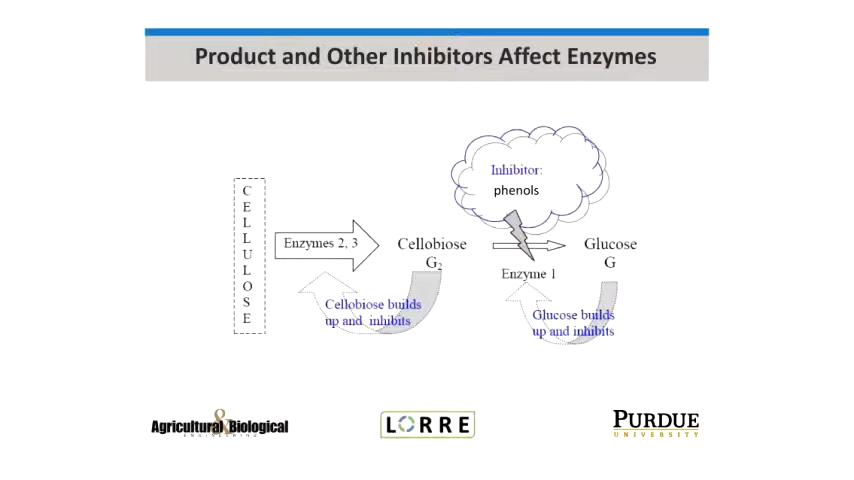 Product and Other Inhibitors Affect Enzymes
Inhibitor:
phenols
C
E
L
L
U
L
O
S
E
Enzymes 2, 3
Cellobiose
G₂
Glucose
G
Enzyme 1
Cellobiose builds
up and inhibits
Glucose builds
up and inhibits
Agricultural & Biological
ENGINEERING
LORRE
PURDUE
UNIVERSITY